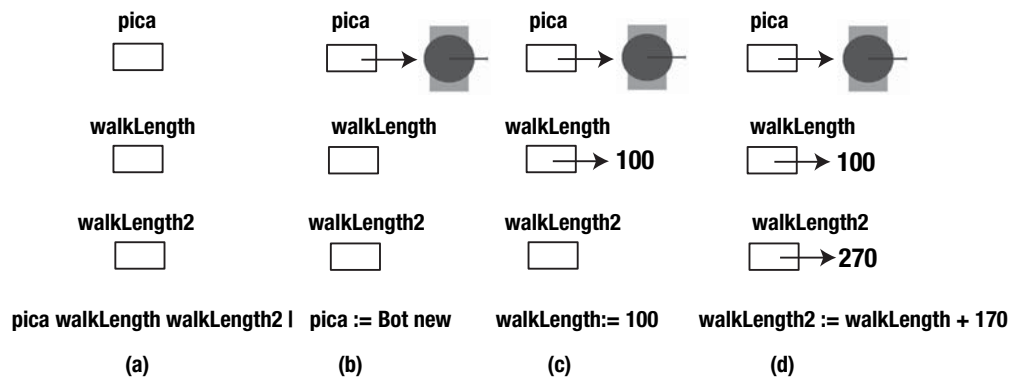 pica pica pica pica
walkLength walkLength walkLength walkLength
100 100
walkLength2 walkLength2 walkLength2 walkLength2
270
pica walkLength walkLength2 | pica := Bot new walkLength:= 100 walkLength2 := walkLength + 170
(a) (b) (c) (d)